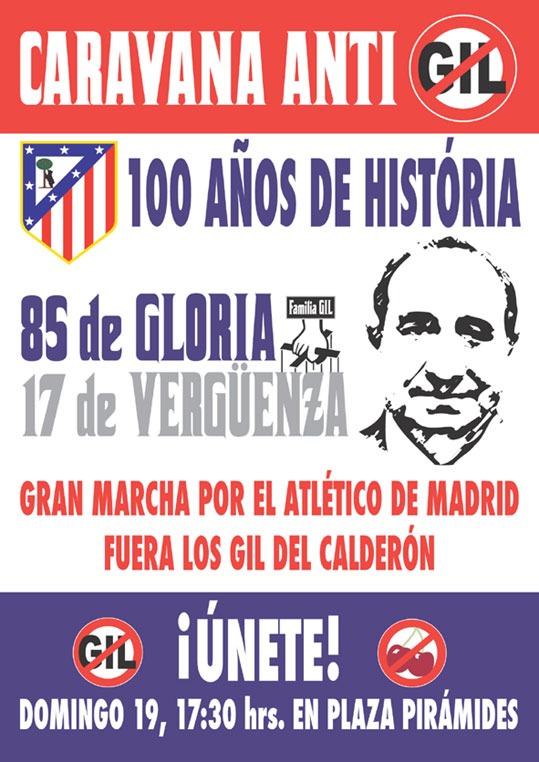 CARAVANA ANTI GIL
100 AÑOS DE HISTÓRIA
85 de GLORIA
Familia GIL
17 de VERGÜENZA
GRAN MARCHA POR EL ATLÉTICO DE MADRID
FUERA LOS GIL DEL CALDERÓN
GIL ¡ÚNETE!
DOMINGO 19, 17:30 hrs. EN PLAZA PIRÁMIDES